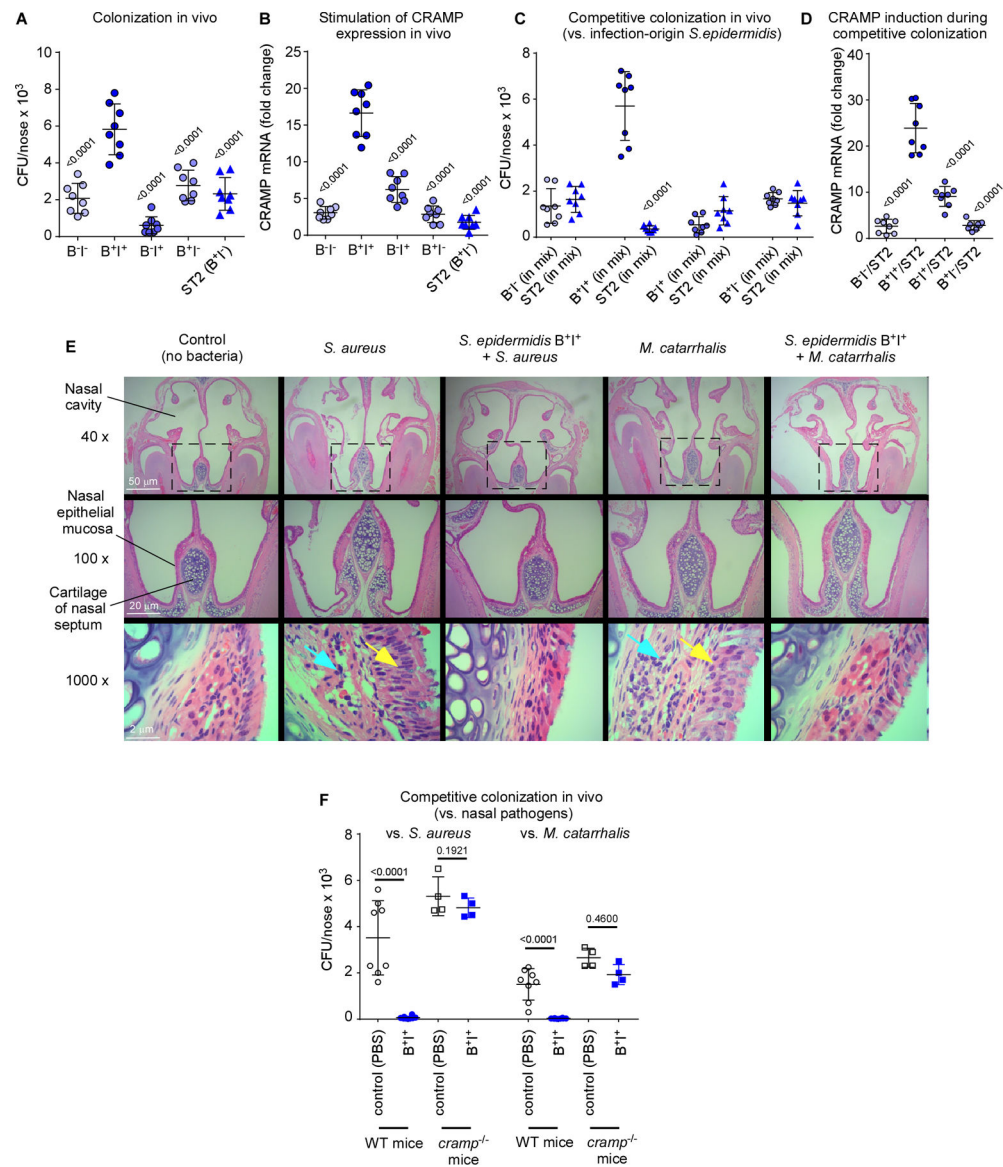 A
Colonization in vivo
CFU/nose x 10³
10
8
6
4
2
0
<0.0001
<0.0001
<0.0001
<0.0001
B⁻I⁻
B⁺I⁺
B⁻I⁺
B⁺I⁻
ST2 (B⁺I⁻)
B
Stimulation of CRAMP
expression in vivo
CRAMP mRNA (fold change)
25
20
15
10
5
0
<0.0001
<0.0001
<0.0001
<0.0001
B⁻I⁻
B⁺I⁺
B⁻I⁺
B⁺I⁻
ST2 (B⁺I⁻)
C
Competitive colonization in vivo
(vs. infection-origin S.epidermidis)
CFU/nose x 10³
8
6
4
2
0
<0.0001
B⁻I⁻ (in mix)
ST2 (in mix)
B⁺I⁺ (in mix)
ST2 (in mix)
B⁻I⁺ (in mix)
ST2 (in mix)
B⁺I⁻ (in mix)
ST2 (in mix)
D
CRAMP induction during
competitive colonization
CRAMP mRNA (fold change)
40
30
20
10
0
<0.0001
<0.0001
<0.0001
B⁻I⁻/ST2
B⁺I⁺/ST2
B⁻I⁺/ST2
B⁺I⁻/ST2
E
Control
(no bacteria)
S. aureus
S. epidermidis B⁺I⁺
+ S. aureus
M. catarrhalis
S. epidermidis B⁺I⁺
+ M. catarrhalis
Nasal
cavity
40 x
50 µm
Nasal
epithelial
mucosa
100 x
Cartilage
of nasal
septum
20 µm
1000 x
2 µm
F
Competitive colonization in vivo
(vs. nasal pathogens)
vs. S. aureus
vs. M. catarrhalis
CFU/nose x 10³
8
6
4
2
0
<0.0001
0.1921
<0.0001
0.4600
control (PBS)
B⁺I⁺
control (PBS)
B⁺I⁺
control (PBS)
B⁺I⁺
control (PBS)
B⁺I⁺
WT mice
cramp⁻/⁻
mice
WT mice
cramp⁻/⁻
mice